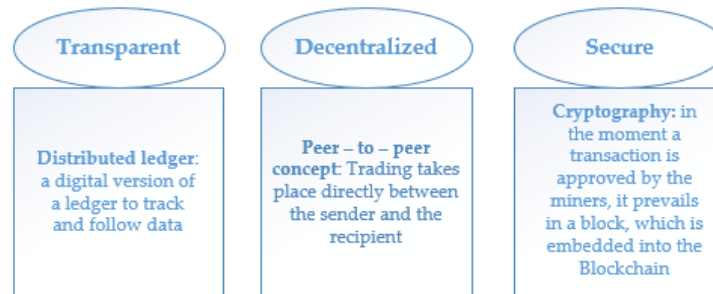 Transparent
Distributed ledger:
a digital version of
a ledger to track
and follow data
Decentralized
Peer – to – peer
concept: Trading takes
place directly between
the sender and the
recipient
Secure
Cryptography: in
the moment a
transaction is
approved by the
miners, it prevails
in a block, which is
embedded into the
Blockchain